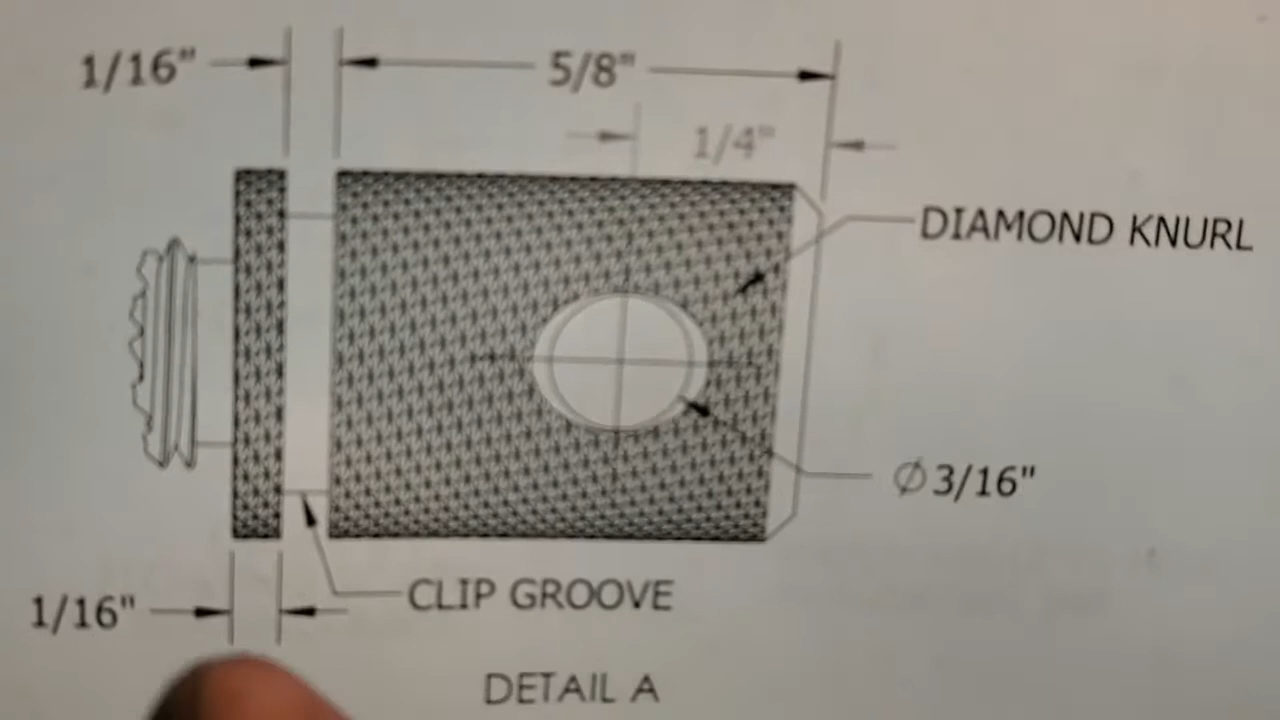 1/16"
5/8"
1/4"
DIAMOND KNURL
Ø3/16"
CLIP GROOVE
1/16"
DETAIL A